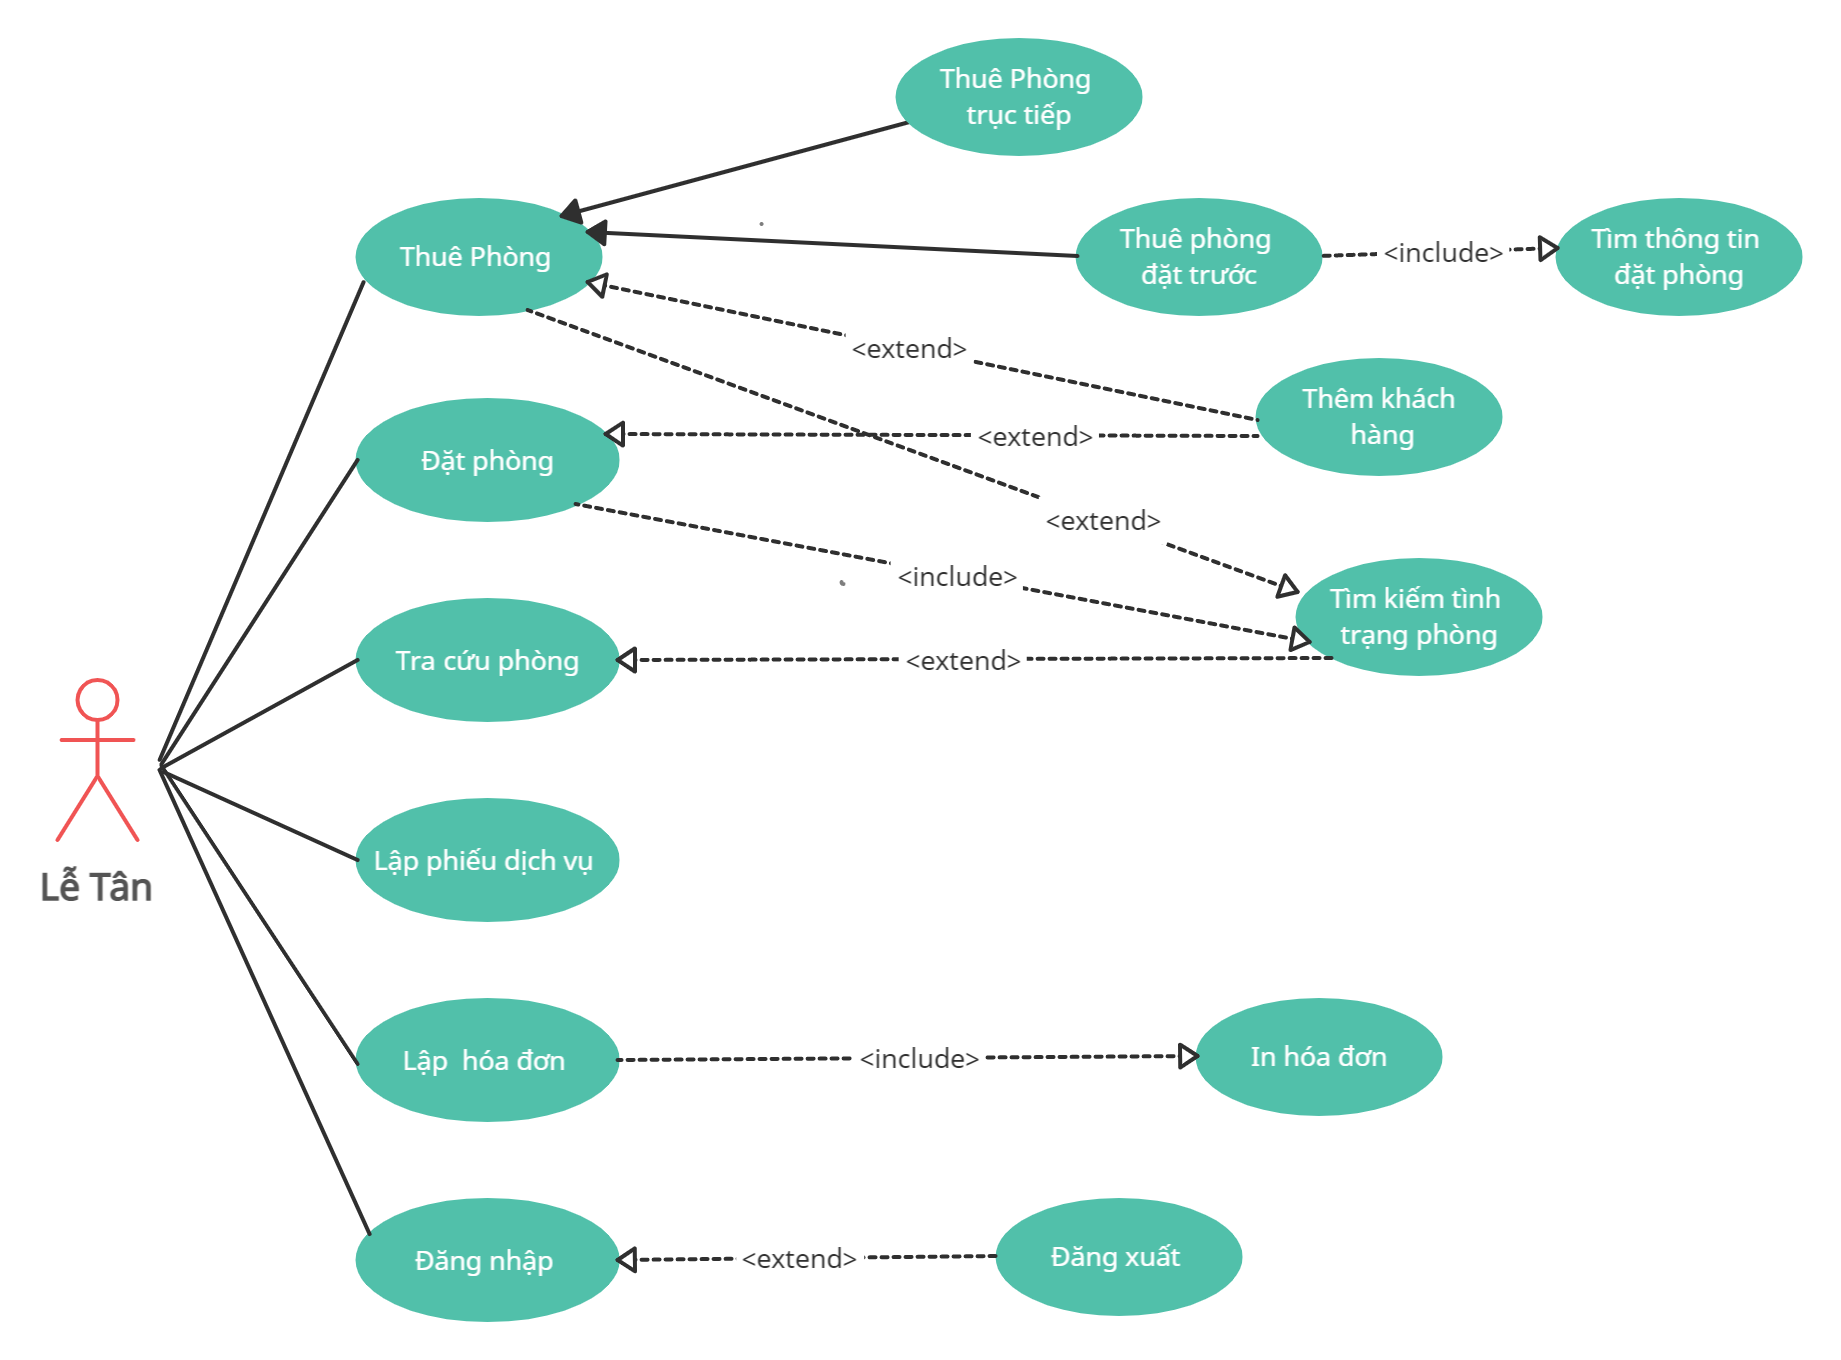 Thuê Phòng
trục tiếp
Thuê Phòng
Thuê phòng
đặt trước
<include>
Tìm thông tin
đặt phòng
<extend>
Thêm khách
hàng
Đặt phòng
<extend>
<extend>
<include>
Tìm kiếm tình
trạng phòng
Tra cứu phòng
<extend>
Lễ Tân
Lập phiếu dịch vụ
Lập  hóa đơn
<include>
In hóa đơn
Đăng nhập
<extend>
Đăng xuất